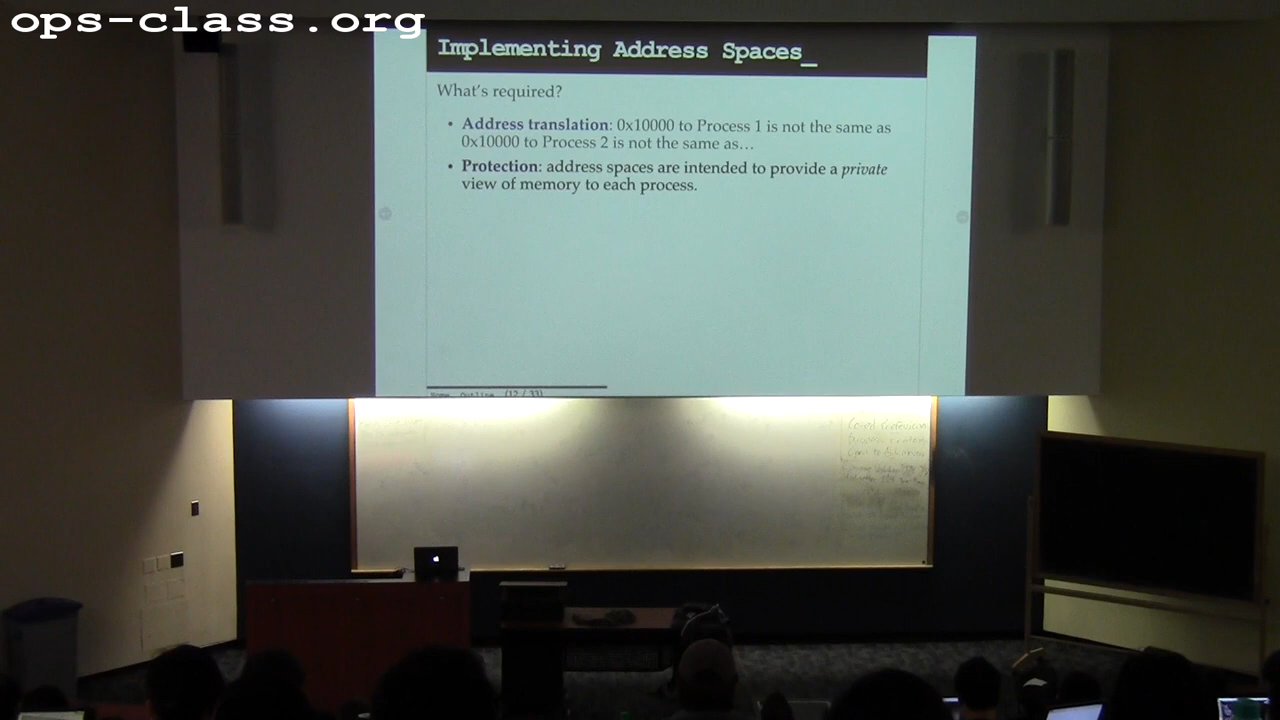 ops-class.org
Implementing Address Spaces_
What's required?
• Address translation: 0x10000 to Process 1 is not the same as
0x10000 to Process 2 is not the same as…
• Protection: address spaces are intended to provide a private
view of memory to each process.